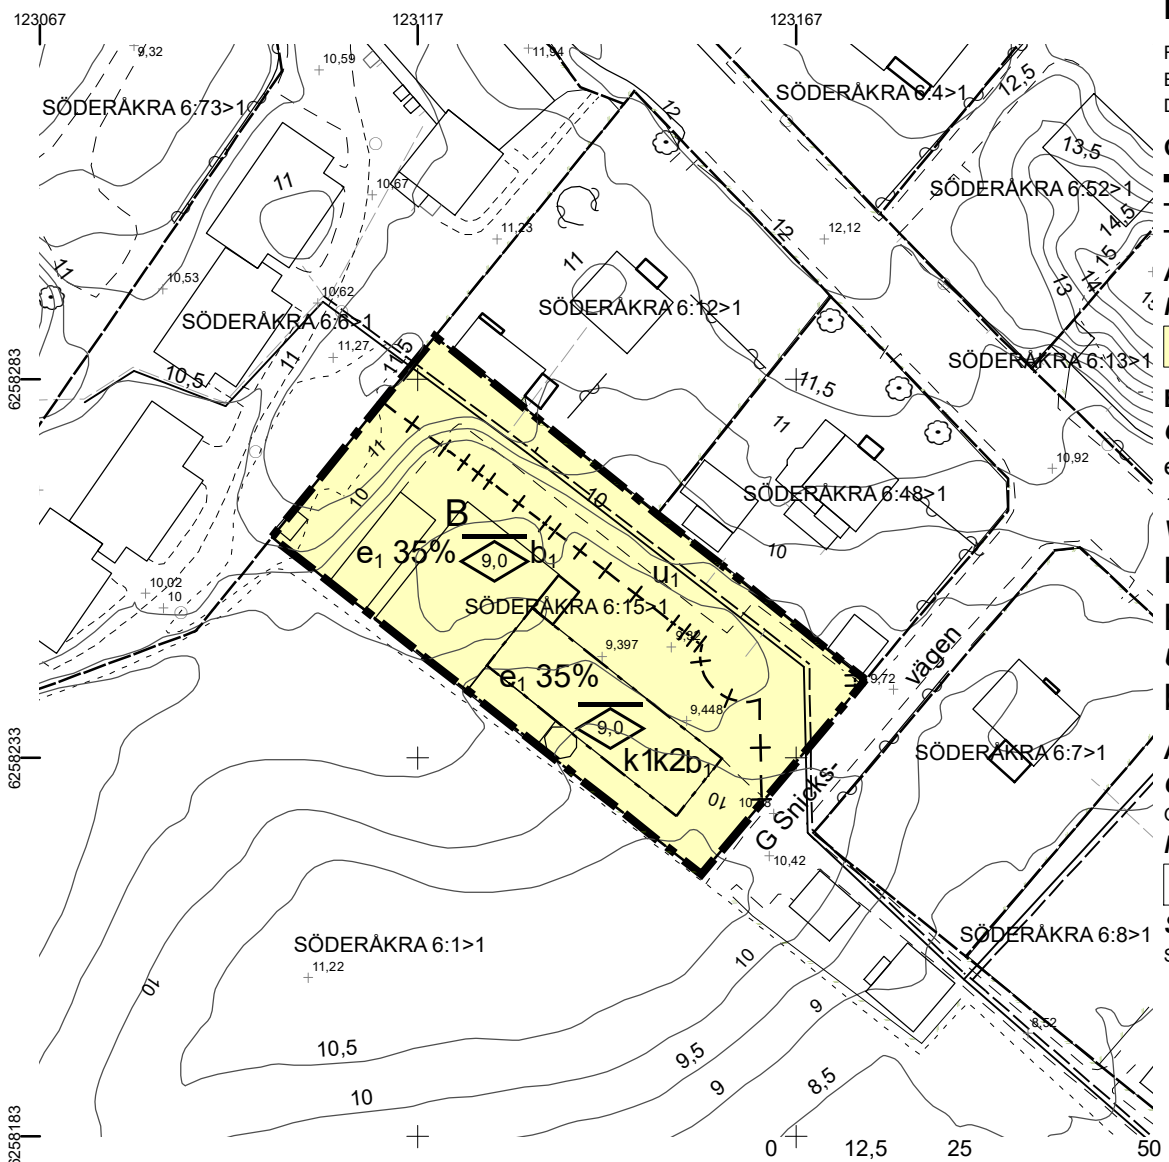 123067
123117
123167
9,32
10,59
11,94
12,5
SÖDERÅKRA 6:73>1
SÖDERÅKRA 6:4>1
12
13,5
11
10,67
SÖDERÅKRA 6:52>1
14,5
11,23
12
12,12
15
11
11
14
13
10,53
10,62
SÖDERÅKRA 6:12>1
SÖDERÅKRA 6:6>1
11,27
11
11,5
SÖDERÅKRA 6:13>1
10,5
11,5
6258283
11
11
10,92
10
10
SÖDERÅKRA 6:48>1
B
e₁ 35%
9,0
b₁
10
u₁
10,02
10
SÖDERÅKRA 6:15>1
9,92
9,397
vägen
e₁ 35%
9,72
9,448
9,0
6258233
k1k2b₁
SÖDERÅKRA 6:7>1
10
G Snicks-
10,42
SÖDERÅKRA 6:1>1
SÖDERÅKRA 6:8>1
11,22
10
10
9
8,52
10,5
9,5
10
9
8,5
6258183
0 12,5 25 50